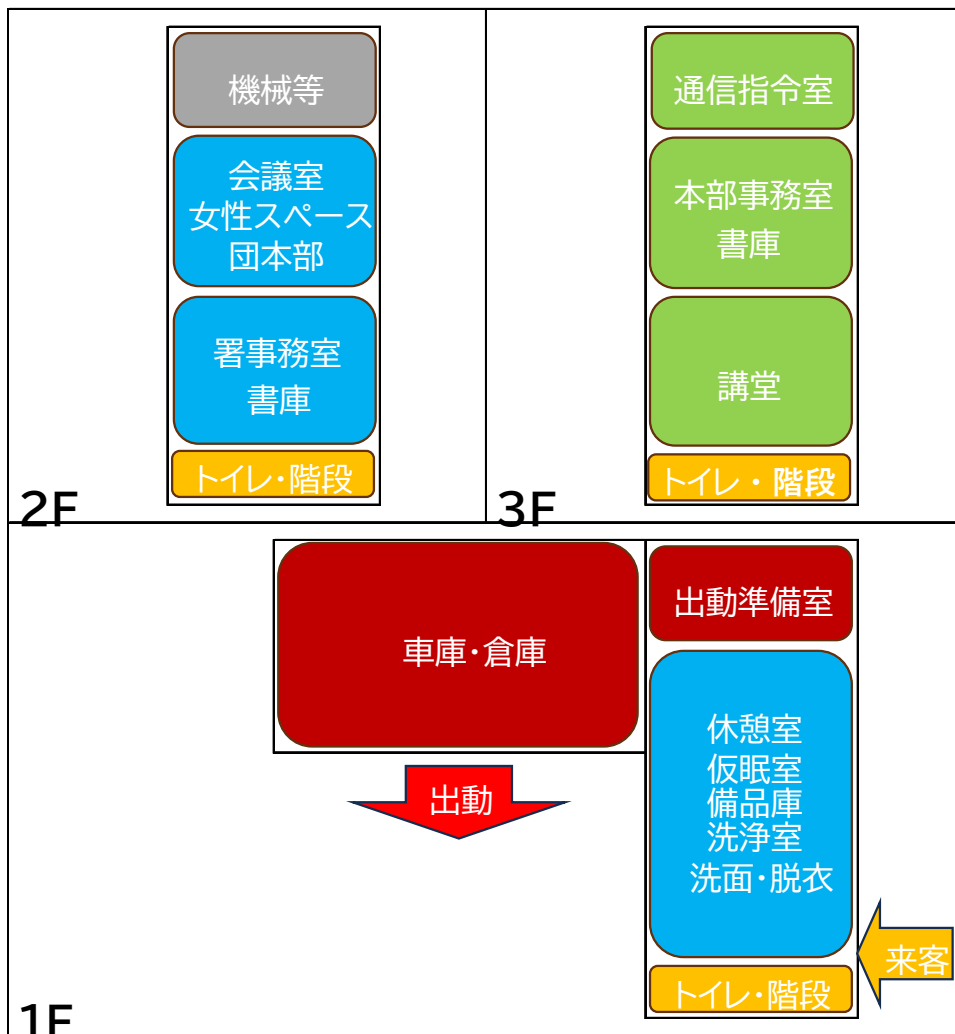 機械等
会議室
女性スペース
団本部
署事務室
書庫
トイレ・階段
2F
通信指令室
本部事務室
書庫
講堂
トイレ・階段
3F
車庫・倉庫
出動
出動準備室
休憩室
仮眠室
備品庫
洗浄室
洗面・脱衣
来客
トイレ・階段
1F